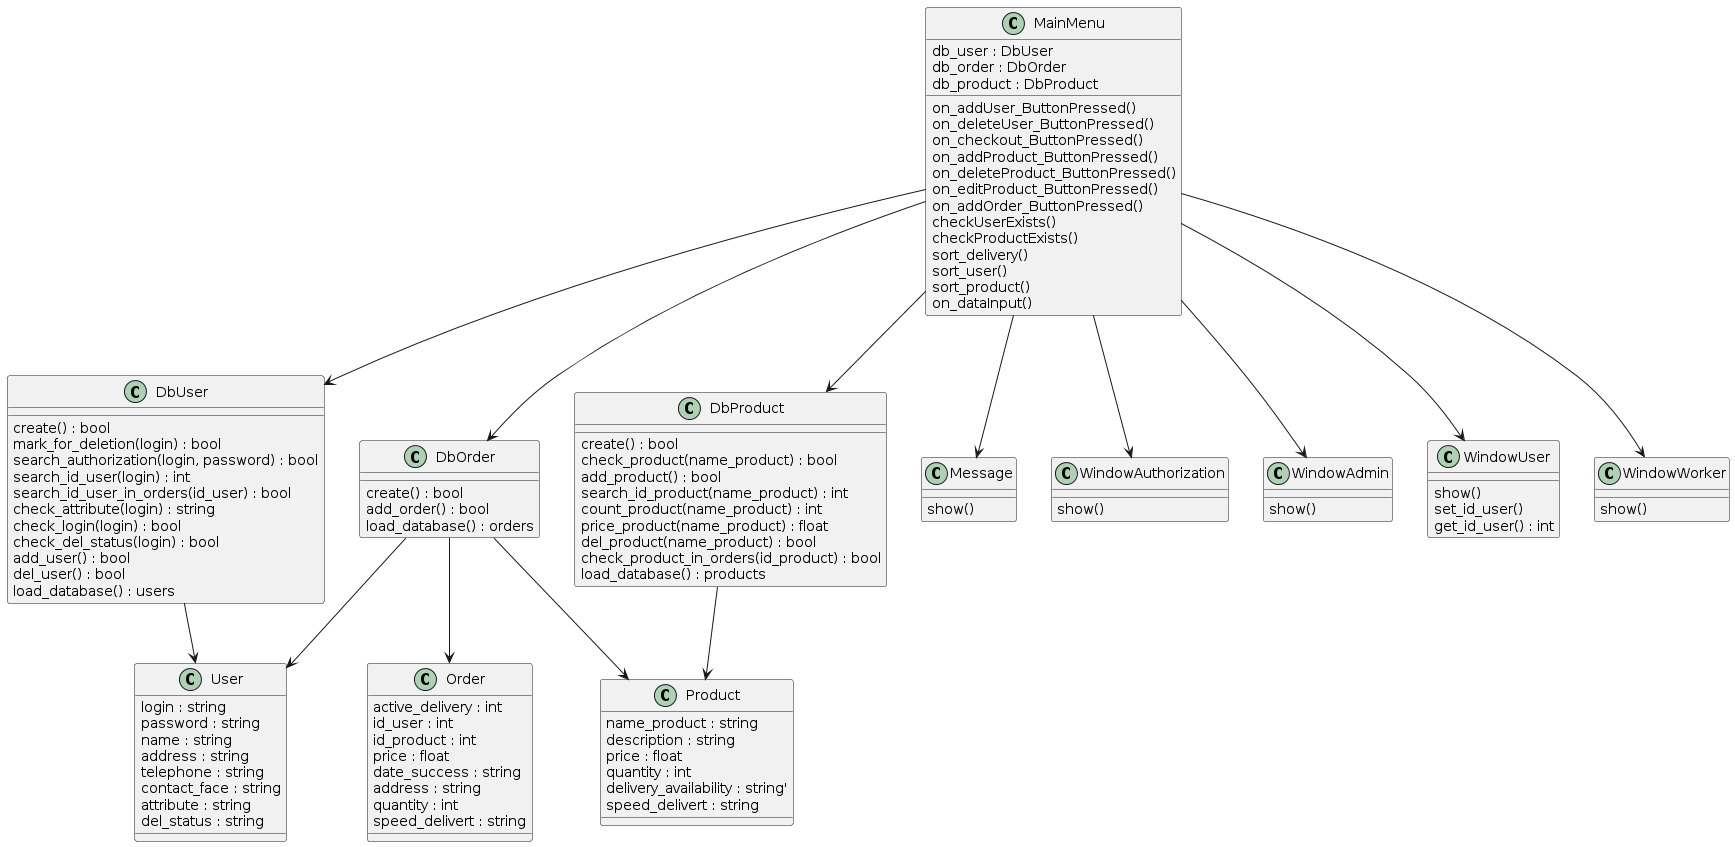 C MainMenu
db_user : DbUser
db_order : DbOrder
db_product : DbProduct
on_addUser_ButtonPressed()
on_deleteUser_ButtonPressed()
on_checkout_ButtonPressed()
on_addProduct_ButtonPressed()
on_deleteProduct_ButtonPressed()
on_editProduct_ButtonPressed()
on_addOrder_ButtonPressed()
checkUserExists()
checkProductExists()
sort_delivery()
sort_user()
sort_product()
on_dataInput()
C DbUser
create() : bool
mark_for_deletion(login) : bool
search_authorization(login, password) : bool
search_id_user(login) : int
search_id_user_in_orders(id_user) : bool
check_attribute(login) : string
check_login(login) : bool
check_del_status(login) : bool
add_user() : bool
del_user() : bool
load_database() : users
C DbOrder
create() : bool
add_order() : bool
load_database() : orders
C DbProduct
create() : bool
check_product(name_product) : bool
add_product() : bool
search_id_product(name_product) : int
count_product(name_product) : int
price_product(name_product) : float
del_product(name_product) : bool
check_product_in_orders(id_product) : bool
load_database() : products
C Message
show()
C WindowAuthorization
show()
C WindowAdmin
show()
C WindowUser
show()
set_id_user()
get_id_user() : int
C WindowWorker
show()
C User
login : string
password : string
name : string
address : string
telephone : string
contact_face : string
attribute : string
del_status : string
C Order
active_delivery : int
id_user : int
id_product : int
price : float
date_success : string
address : string
quantity : int
speed_delivert : string
C Product
name_product : string
description : string
price : float
quantity : int
delivery_availability : string'
speed_delivert : string